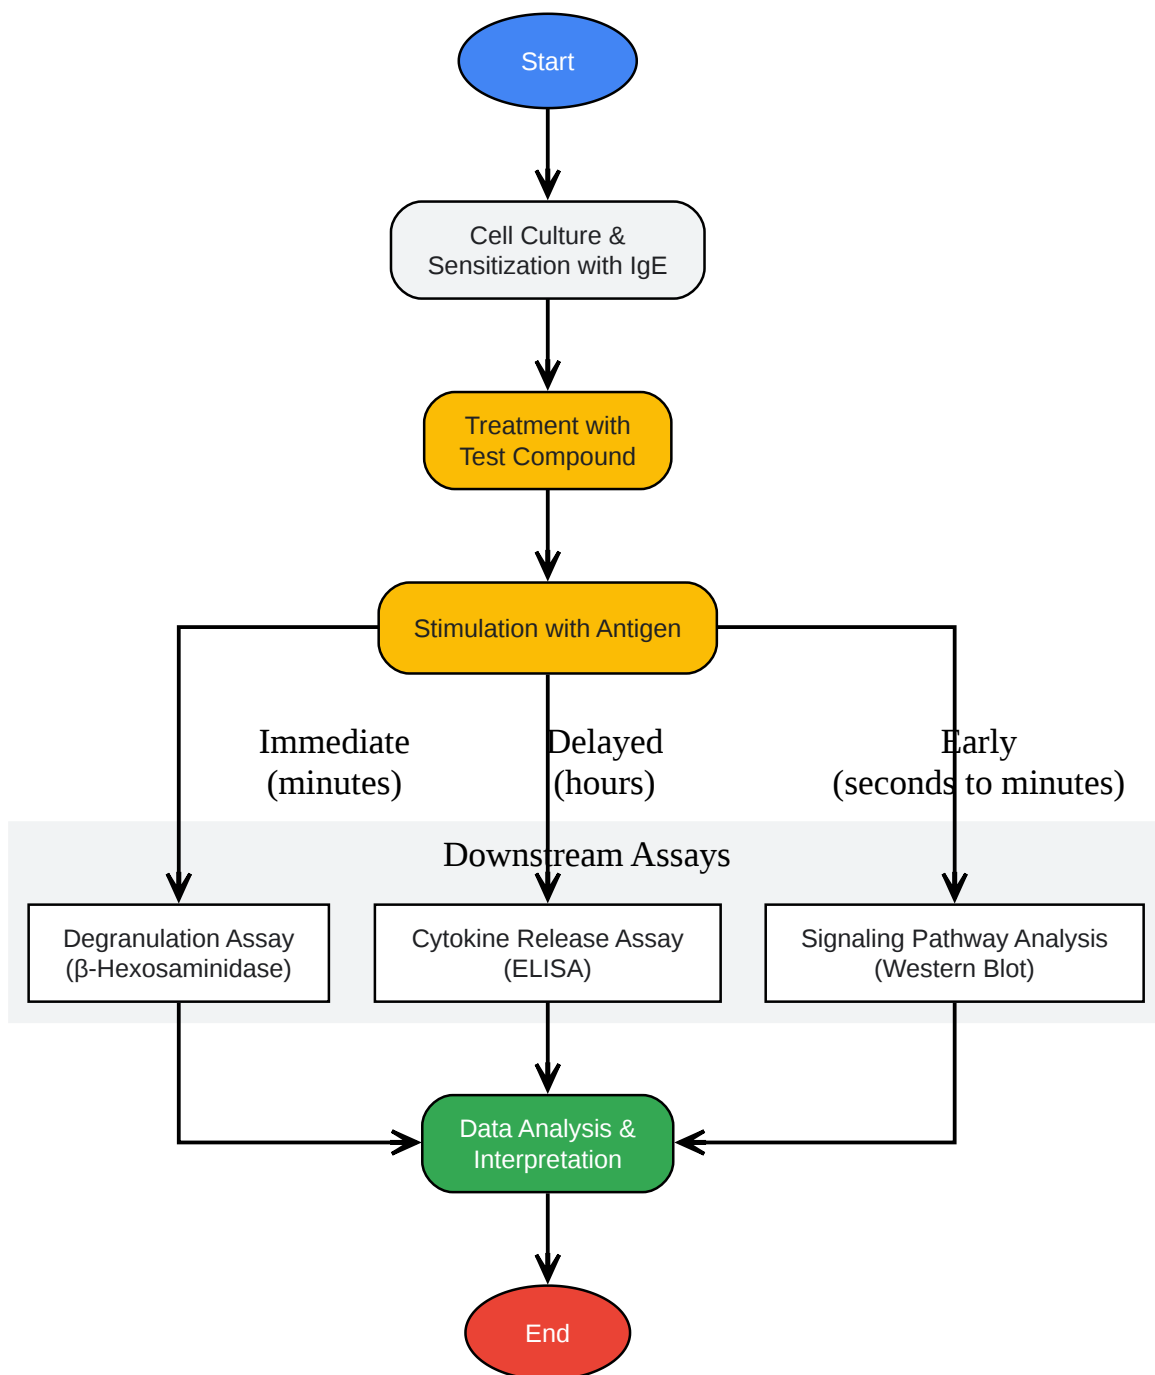 Start
Cell Culture &
Sensitization with IgE
Treatment with
Test Compound
Stimulation with Antigen
Immediate
(minutes)
Delayed
(hours)
Early
(seconds to minutes)
Downstream Assays
Degranulation Assay
(β-Hexosaminidase)
Cytokine Release Assay
(ELISA)
Signaling Pathway Analysis
(Western Blot)
Data Analysis &
Interpretation
End